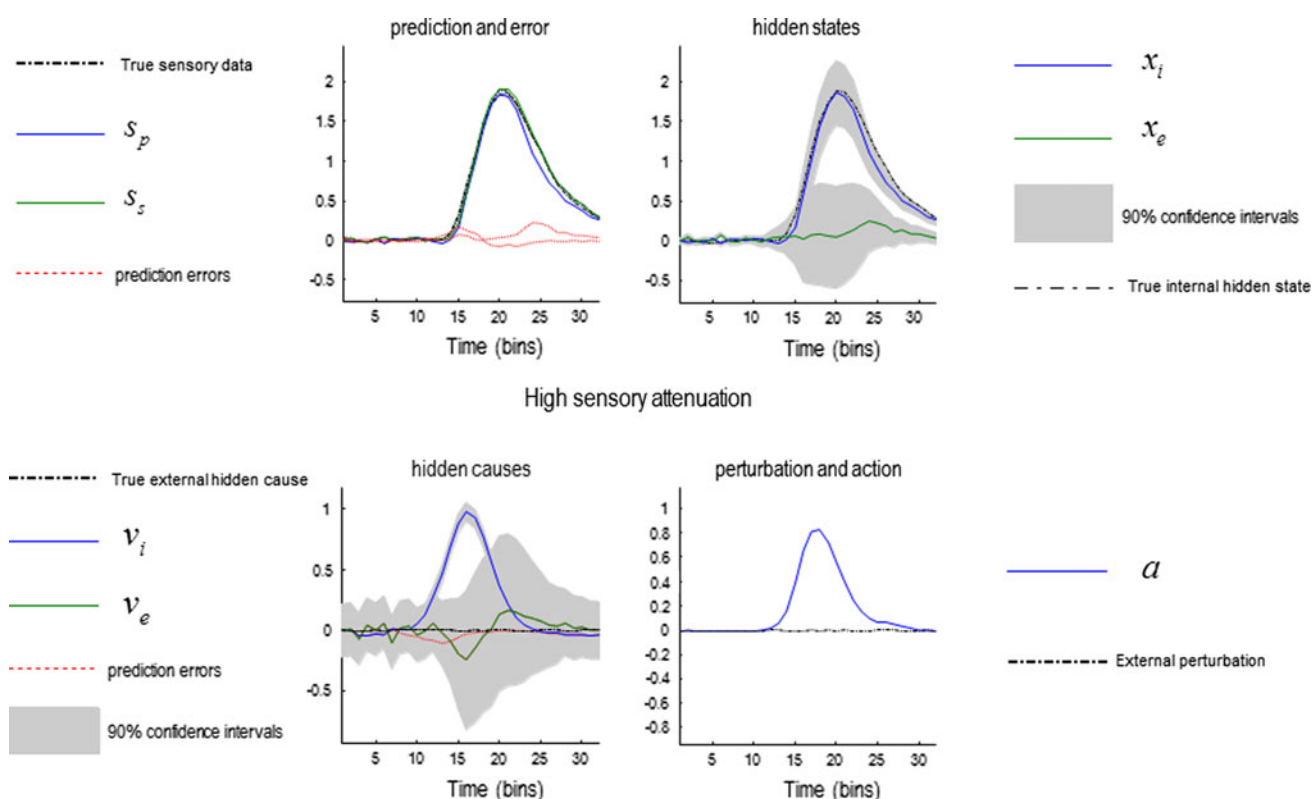 prediction and error
hidden states
True sensory data
s_p
s_s
prediction errors
2
1.5
1
0.5
0
-0.5
5 10 15 20 25 30
Time (bins)
2
1.5
1
0.5
0
-0.5
5 10 15 20 25 30
Time (bins)
x_i
x_e
90% confidence intervals
True internal hidden state
High sensory attenuation
hidden causes
perturbation and action
True external hidden cause
v_i
v_e
prediction errors
90% confidence intervals
1
0.5
0
-0.5
5 10 15 20 25 30
Time (bins)
1
0.8
0.6
0.4
0.2
0
-0.2
-0.4
-0.6
-0.8
5 10 15 20 25 30
Time (bins)
a
External perturbation